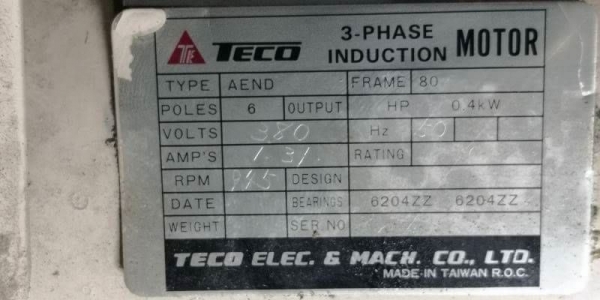 TECO 3-PHASE INDUCTION MOTOR
TYPE AEND FRAME 80
POLES 6 OUTPUT HP 0.4kW
VOLTS 380 Hz
AMP'S 1.31 RATING
RPM DESIGN
DATE BEARINGS 6204ZZ 6204ZZ
WEIGHT SER.NO
TECO ELEC. & MACH. CO., LTD.
MADE-IN TAIWAN R.O.C.